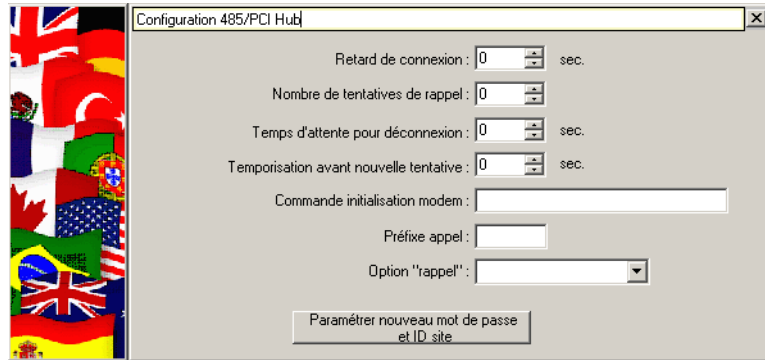 Configuration 485/PCI Hub
Retard de connexion : 0 sec.
Nombre de tentatives de rappel : 0
Temps d'attente pour déconnexion : 0 sec.
Temporisation avant nouvelle tentative : 0 sec.
Commande initialisation modem :
Préfixe appel :
Option "rappel" :
Paramétrer nouveau mot de passe
et ID site